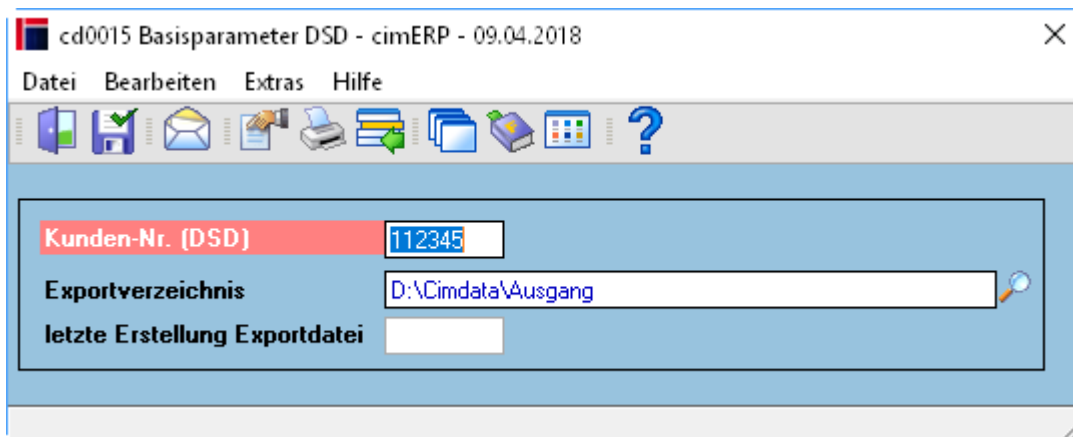 cd0015 Basisparameter DSD - cimERP - 09.04.2018
Datei Bearbeiten Extras Hilfe
Kunden-Nr. (DSD) 112345
Exportverzeichnis D:\Cimdata\Ausgang
letzte Erstellung Exportdatei